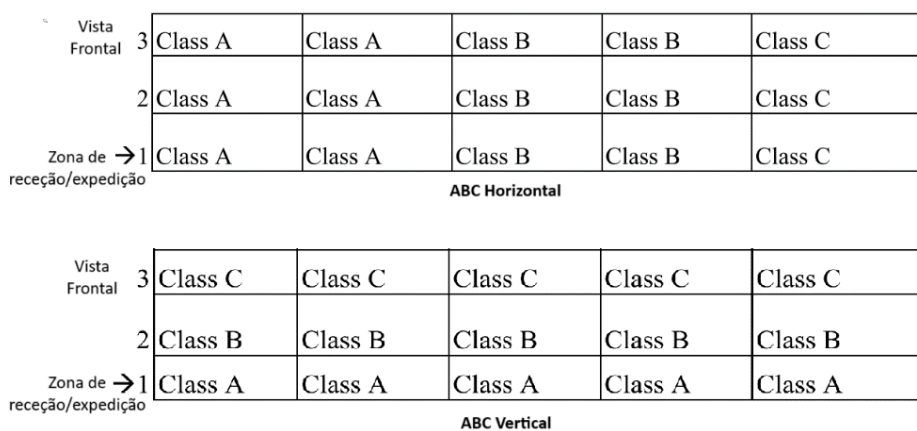 Vista
Frontal
3 Class A Class A Class B Class B Class C
2 Class A Class A Class B Class B Class C
Zona de → 1 Class A Class A Class B Class B Class C
receção/expedição
ABC Horizontal
Vista
Frontal
3 Class C Class C Class C Class C Class C
2 Class B Class B Class B Class B Class B
Zona de → 1 Class A Class A Class A Class A Class A
receção/expedição
ABC Vertical